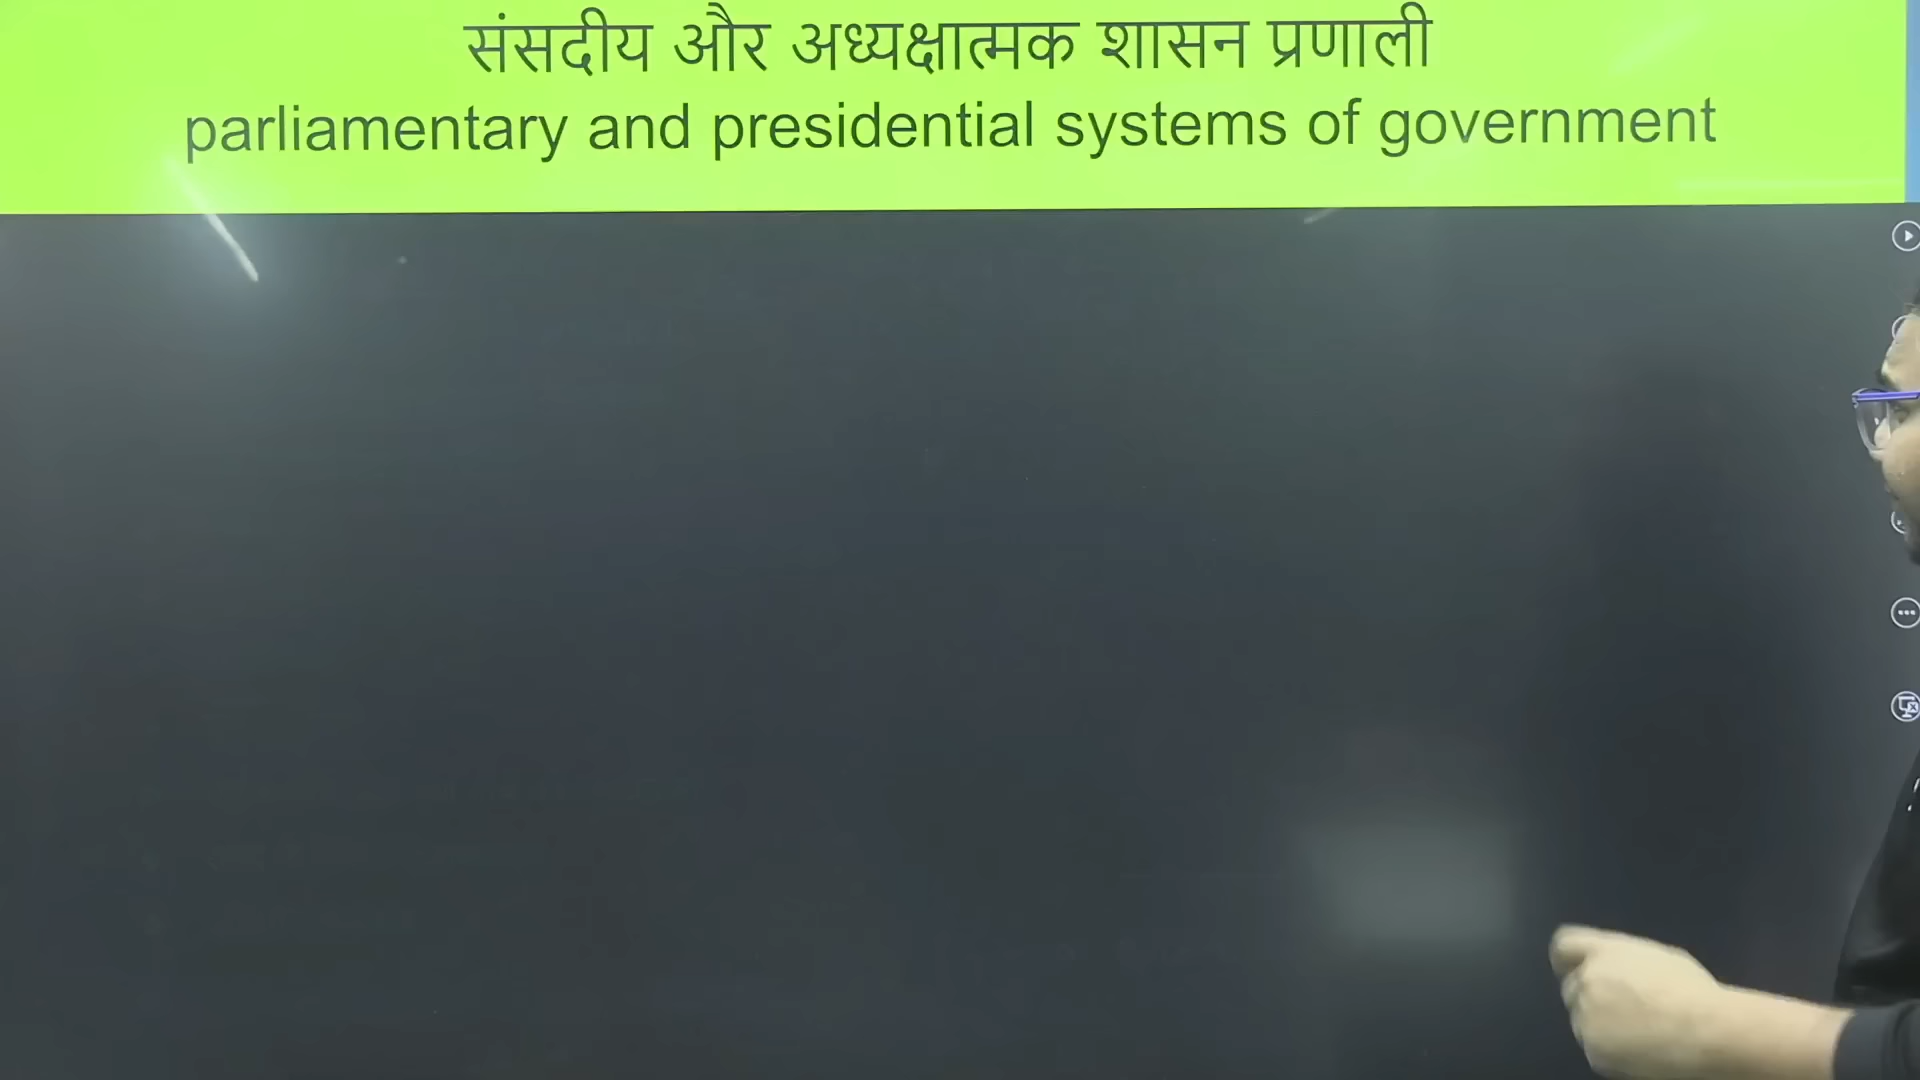 संसदीय और अध्यक्षात्मक शासन प्रणाली
parliamentary and presidential systems of government